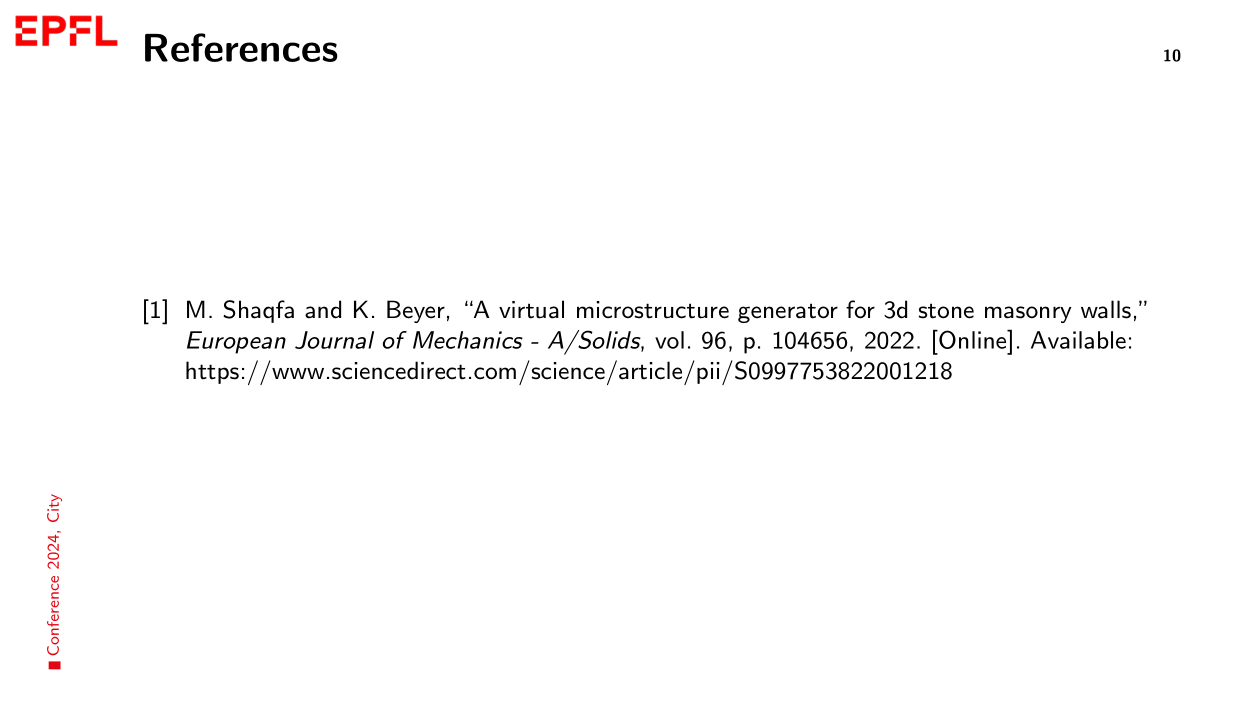 EPFL
References
10
[1] M. Shaqfa and K. Beyer, “A virtual microstructure generator for 3d stone masonry walls,”
European Journal of Mechanics - A/Solids, vol. 96, p. 104656, 2022. [Online]. Available:
https://www.sciencedirect.com/science/article/pii/S0997753822001218
Conference 2024, City